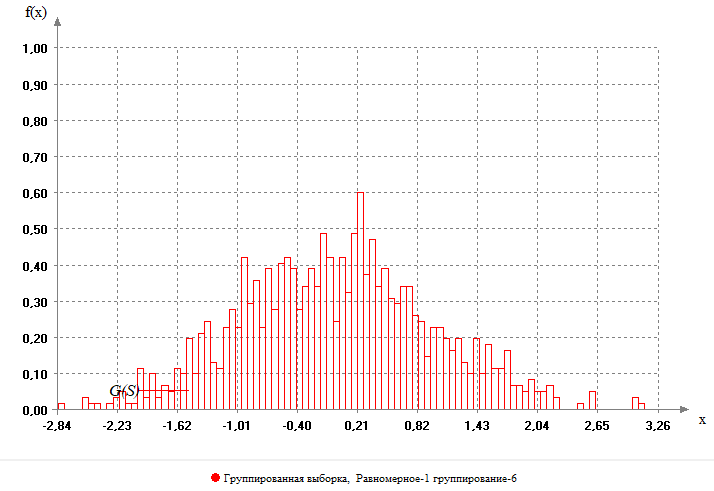 f(x)
1,00
0,90
0,80
0,70
0,60
0,50
0,40
0,30
0,20
0,10
0,00
G(S)
-2,84 -2,23 -1,62 -1,01 -0,40 0,21 0,82 1,43 2,04 2,65 3,26
x
Группированная выборка, Равномерное-1 группирование-6